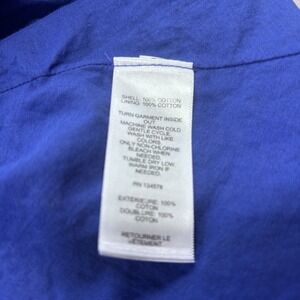 SHELL: 100% COTTON
LINING: 100% COTTON
TURN GARMENT INSIDE
OUT
MACHINE WASH COLD
GENTLE CYCLE.
WASH WITH LIKE
COLORS.
ONLY NON-CHLORINE
BLEACH WHEN
NEEDED.
TUMBLE DRY LOW.
WARM IRON IF
NEEDED.
RN 134578
EXTERIEURE: 100%
COTON
DOUBLURE: 100%
COTON
RETOURNER LE
VÊTEMENT